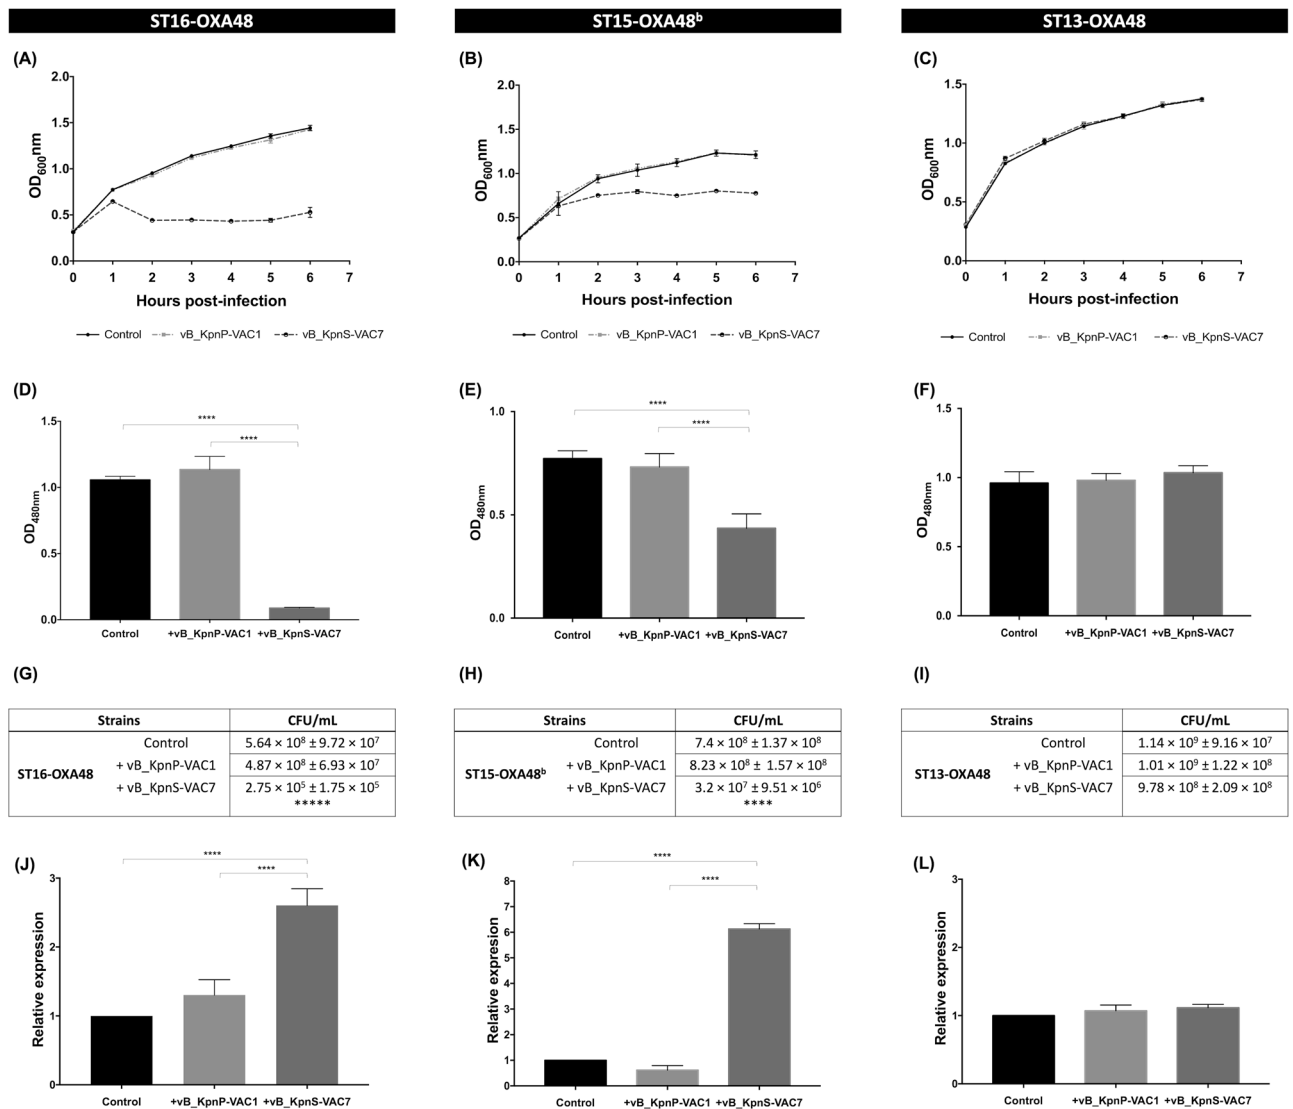 ST16-OXA48
ST15-OXA48ᵇ
ST13-OXA48
(A)
2.0
1.5
1.0
0.5
0.0
OD₆₀₀nm
0 1 2 3 4 5 6 7
Hours post-infection
Control vB_KpnP-VAC1 vB_KpnS-VAC7
(B)
2.0
1.5
1.0
0.5
0.0
OD₆₀₀nm
0 1 2 3 4 5 6 7
Hours post-infection
Control vB_KpnP-VAC1 vB_KpnS-VAC7
(C)
1.5
1.0
0.5
0.0
OD₆₀₀nm
0 1 2 3 4 5 6 7
Hours post-infection
Control vB_KpnP-VAC1 vB_KpnS-VAC7
(D)
****
****
1.5
1.0
0.5
0.0
OD₄₈₀nm
Control +vB_KpnP-VAC1 +vB_KpnS-VAC7
(E)
****
****
1.0
0.5
0.0
OD₄₈₀nm
Control +vB_KpnP-VAC1 +vB_KpnS-VAC7
(F)
1.5
1.0
0.5
0.0
OD₄₈₀nm
Control +vB_KpnP-VAC1 +vB_KpnS-VAC7
(G)
Strains CFU/mL
Control 5.64 × 10⁸ ± 9.72 × 10⁷
ST16-OXA48 + vB_KpnP-VAC1 4.87 × 10⁸ ± 6.93 × 10⁷
+ vB_KpnS-VAC7 2.75 × 10⁵ ± 1.75 × 10⁵
*****
(H)
Strains CFU/mL
Control 7.4 × 10⁸ ± 1.37 × 10⁸
ST15-OXA48ᵇ + vB_KpnP-VAC1 8.23 × 10⁸ ± 1.57 × 10⁸
+ vB_KpnS-VAC7 3.2 × 10⁷ ± 9.51 × 10⁶
****
(I)
Strains CFU/mL
Control 1.14 × 10⁹ ± 9.16 × 10⁷
ST13-OXA48 + vB_KpnP-VAC1 1.01 × 10⁹ ± 1.22 × 10⁸
+ vB_KpnS-VAC7 9.78 × 10⁸ ± 2.09 × 10⁸
(J)
****
****
3
2
1
0
Relative expression
Control +vB_KpnP-VAC1 +vB_KpnS-VAC7
(K)
****
****
8
7
6
5
4
3
2
1
0
Relative expression
Control +vB_KpnP-VAC1 +vB_KpnS-VAC7
(L)
3
2
1
0
Relative expression
Control +vB_KpnP-VAC1 +vB_KpnS-VAC7